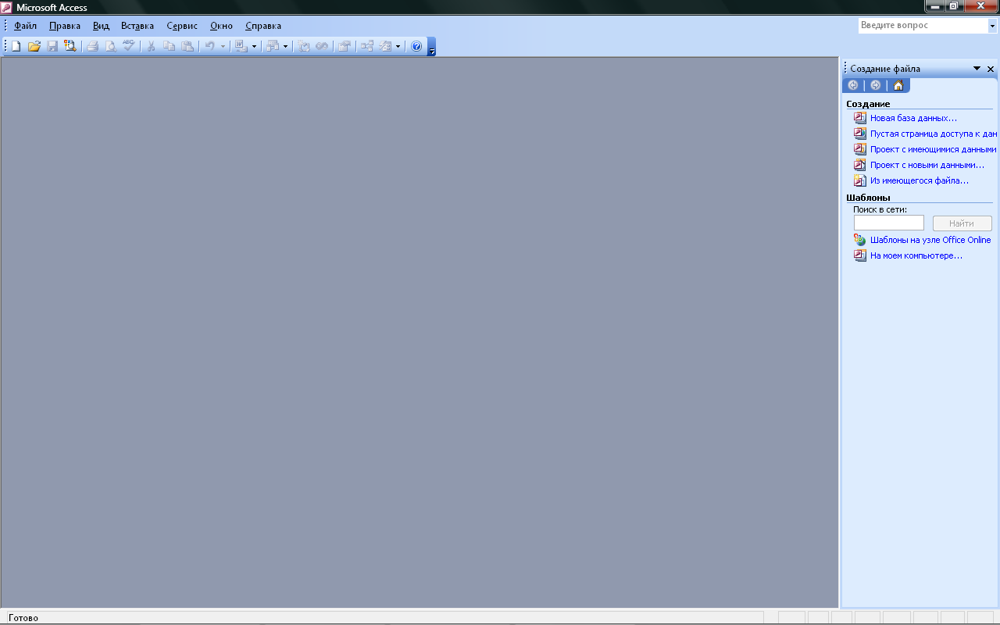 Microsoft Access
Файл Правка Вид Вставка Сервис Окно Справка
Введите вопрос
Создание файла
Создание
Новая база данных...
Пустая страница доступа к дан
Проект с имеющимися данными
Проект с новыми данными...
Из имеющегося файла...
Шаблоны
Поиск в сети:
Найти
Шаблоны на узле Office Online
На моем компьютере...
Готово